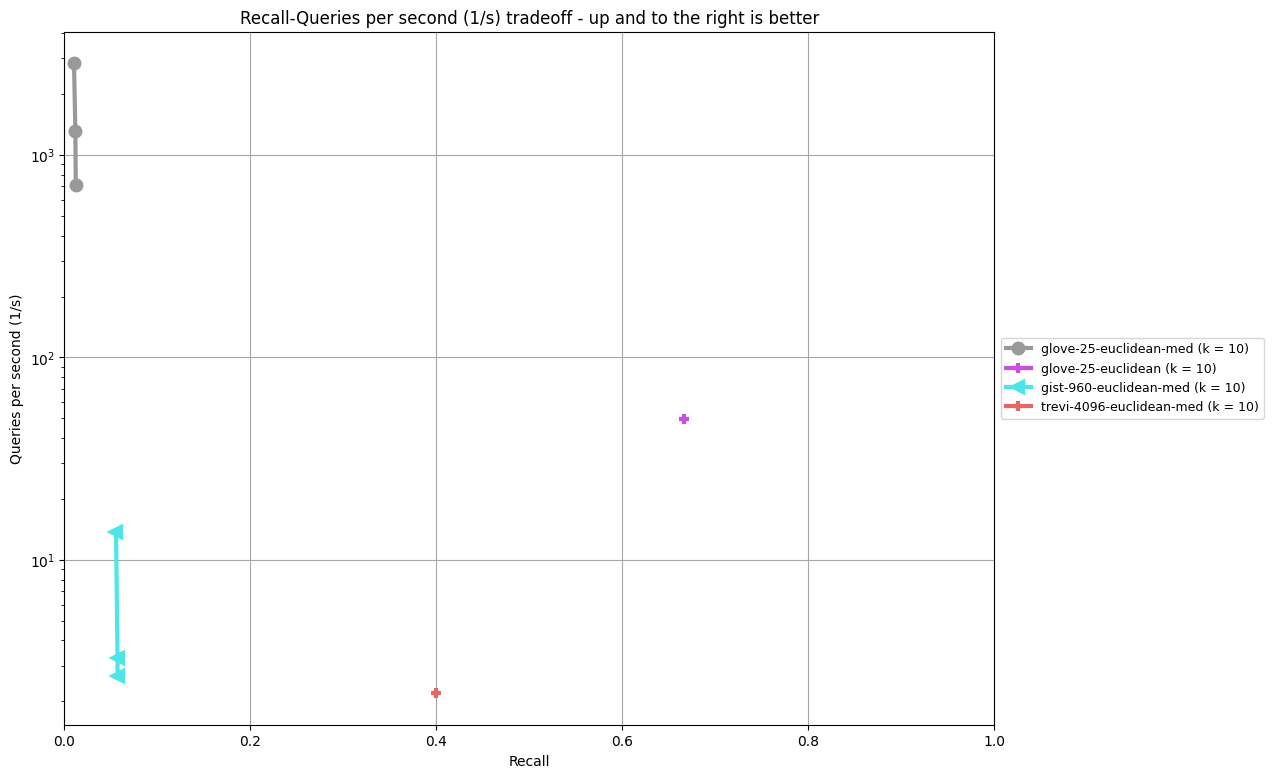 Recall-Queries per second (1/s) tradeoff - up and to the right is better
Queries per second (1/s)
10³
10²
10¹
0.0 0.2 0.4 0.6 0.8 1.0
Recall
glove-25-euclidean-med (k = 10)
glove-25-euclidean (k = 10)
gist-960-euclidean-med (k = 10)
trevi-4096-euclidean-med (k = 10)